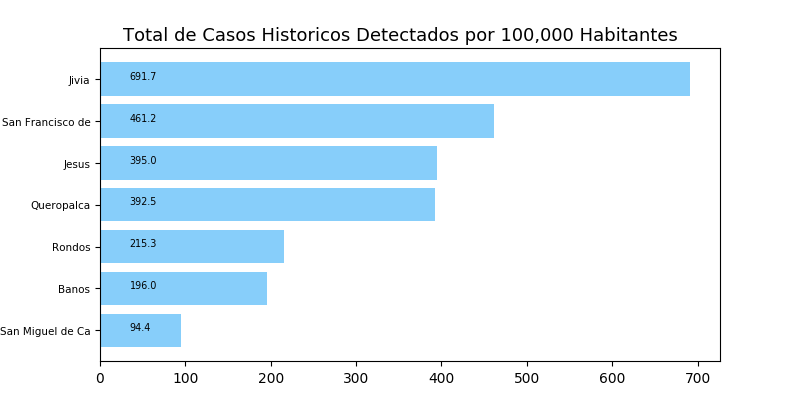 Total de Casos Historicos Detectados por 100,000 Habitantes
Jivia 691.7
San Francisco de 461.2
Jesus 395.0
Queropalca 392.5
Rondos 215.3
Banos 196.0
San Miguel de Ca 94.4
0 100 200 300 400 500 600 700